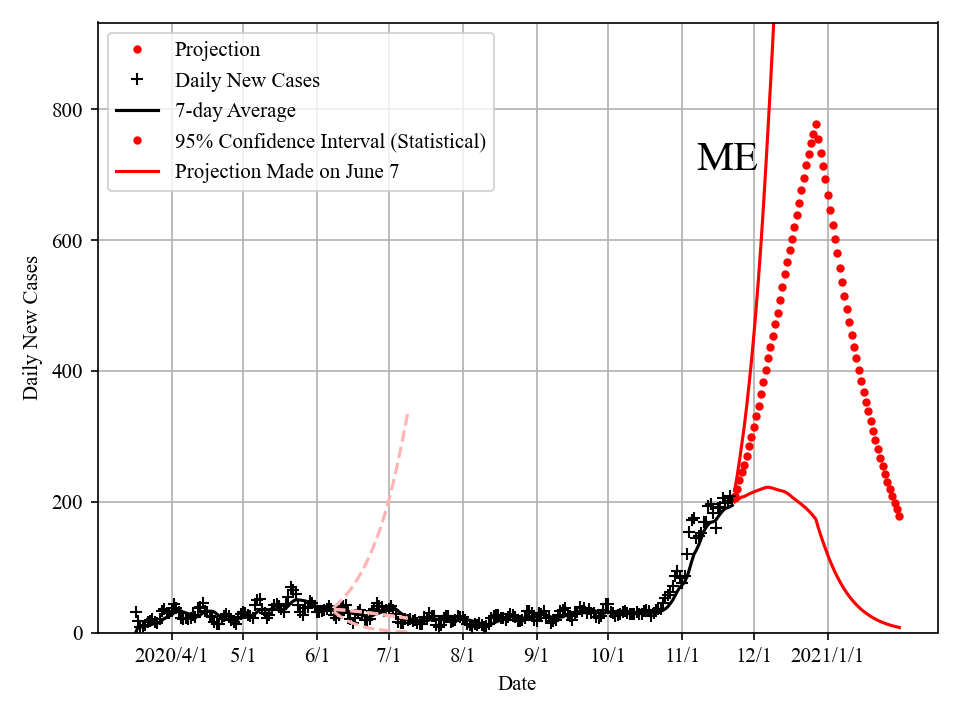 Projection
Daily New Cases
7-day Average
95% Confidence Interval (Statistical)
Projection Made on June 7
ME
800
600
400
200
0
Daily New Cases
2020/4/1 5/1 6/1 7/1 8/1 9/1 10/1 11/1 12/1 2021/1/1
Date